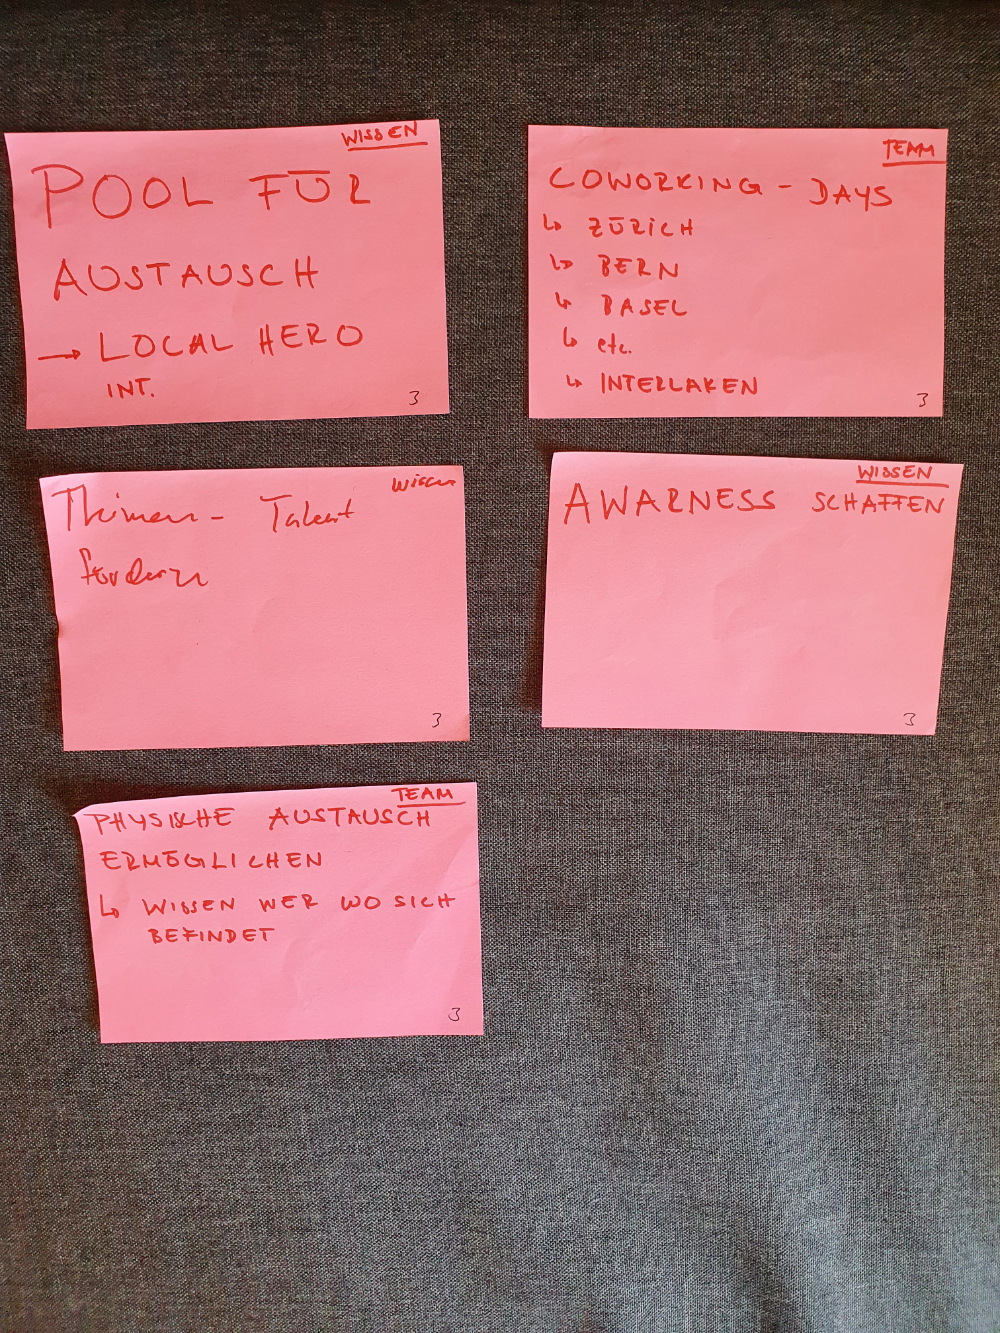 WISSEN
POOL FÜR
AUSTAUSCH
→ LOCAL HERO
INT.
3
TEAM
COWORKING - DAYS
↳ ZÜRICH
↳ BERN
↳ BASEL
↳ etc.
↳ INTERLAKEN
3
Wissen
Themen - Talent
fördern
3
WISSEN
AWARNESS SCHAFFEN
3
TEAM
PHYSISCHE AUSTAUSCH
ERMÖGLICHEN
↳ WISSEN WER WO SICH
BEFINDET
3